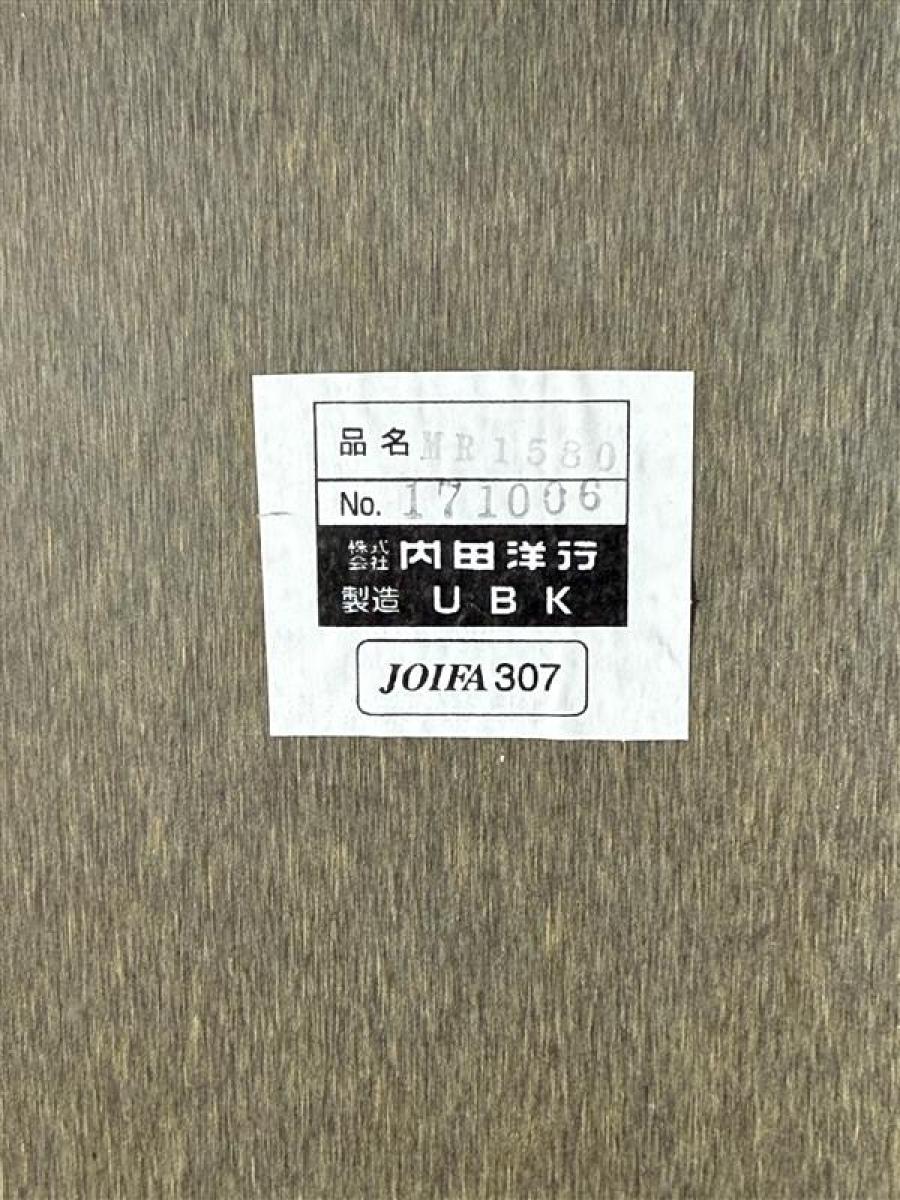 品名 MR1580
No. 171006
株式会社 内田洋行
製造 UBK
JOIFA 307